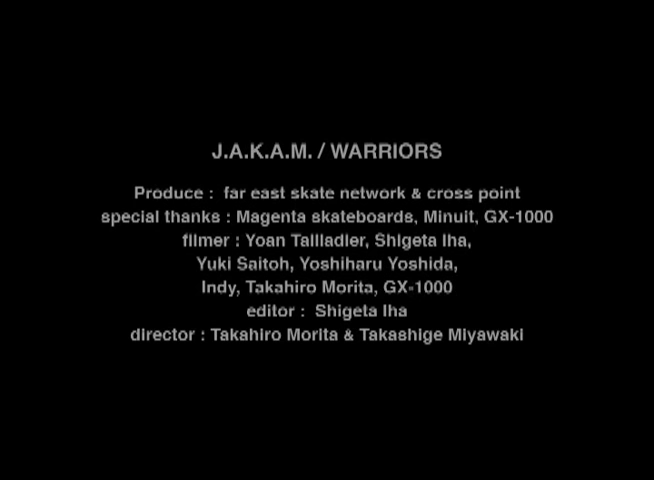 J.A.K.A.M. / WARRIORS
Produce : far east skate network & cross point
special thanks : Magenta skateboards, Minuit, GX-1000
filmer : Yoan Tailladier, Shigeta Iha,
Yuki Saitoh, Yoshiharu Yoshida,
Indy, Takahiro Morita, GX-1000
editor : Shigeta Iha
director : Takahiro Morita & Takashige Miyawaki